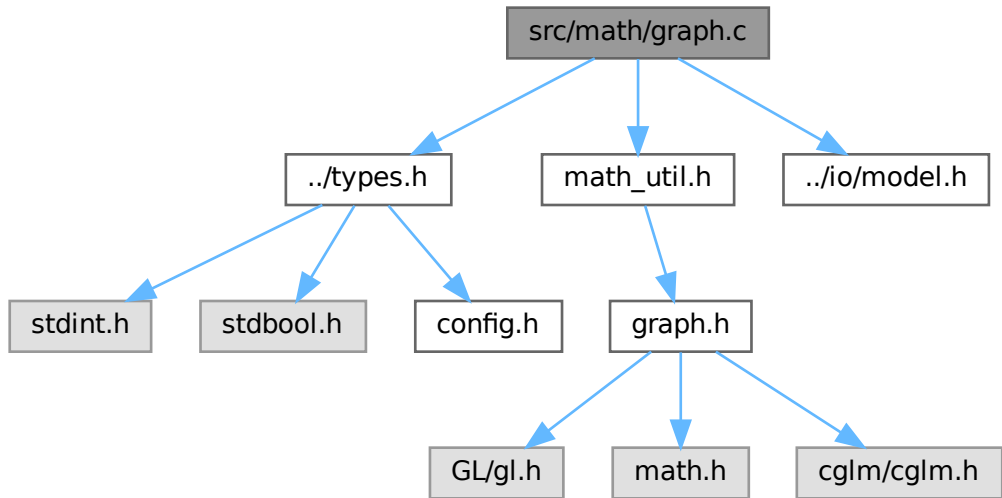 src/math/graph.c
../types.h
math_util.h
../io/model.h
stdint.h
stdbool.h
config.h
graph.h
GL/gl.h
math.h
cglm/cglm.h